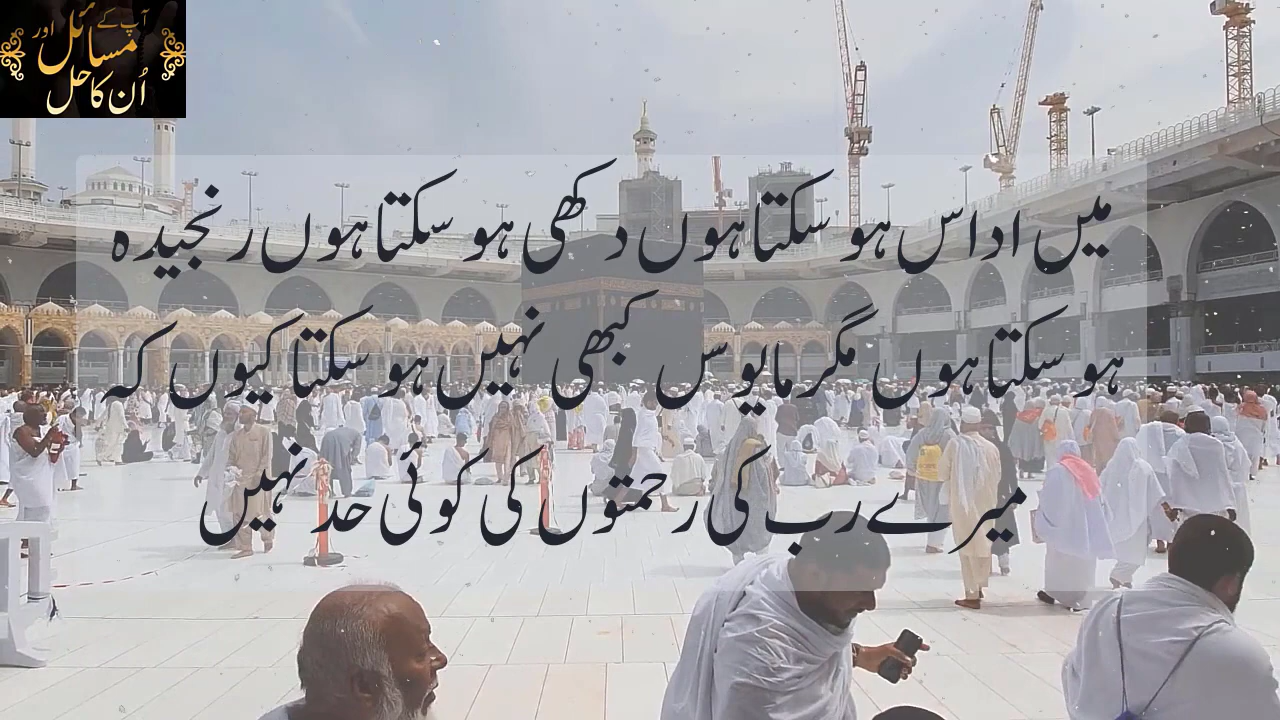 آپ کے
مسائل اور
اُن کا حل
میں اداس ہو سکتا ہوں دکھی ہو سکتا ہوں رنجیدہ
ہو سکتا ہوں مگر مایوس کبھی نہیں ہو سکتا کیوں کہ
میرے رب کی رحمتوں کی کوئی حد نہیں